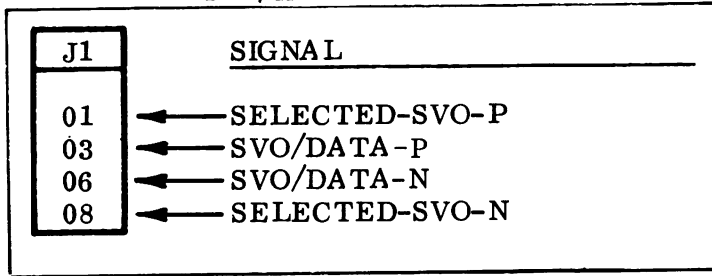 J1 SIGNAL
01 SELECTED-SVO-P
03 SVO/DATA-P
06 SVO/DATA-N
08 SELECTED-SVO-N